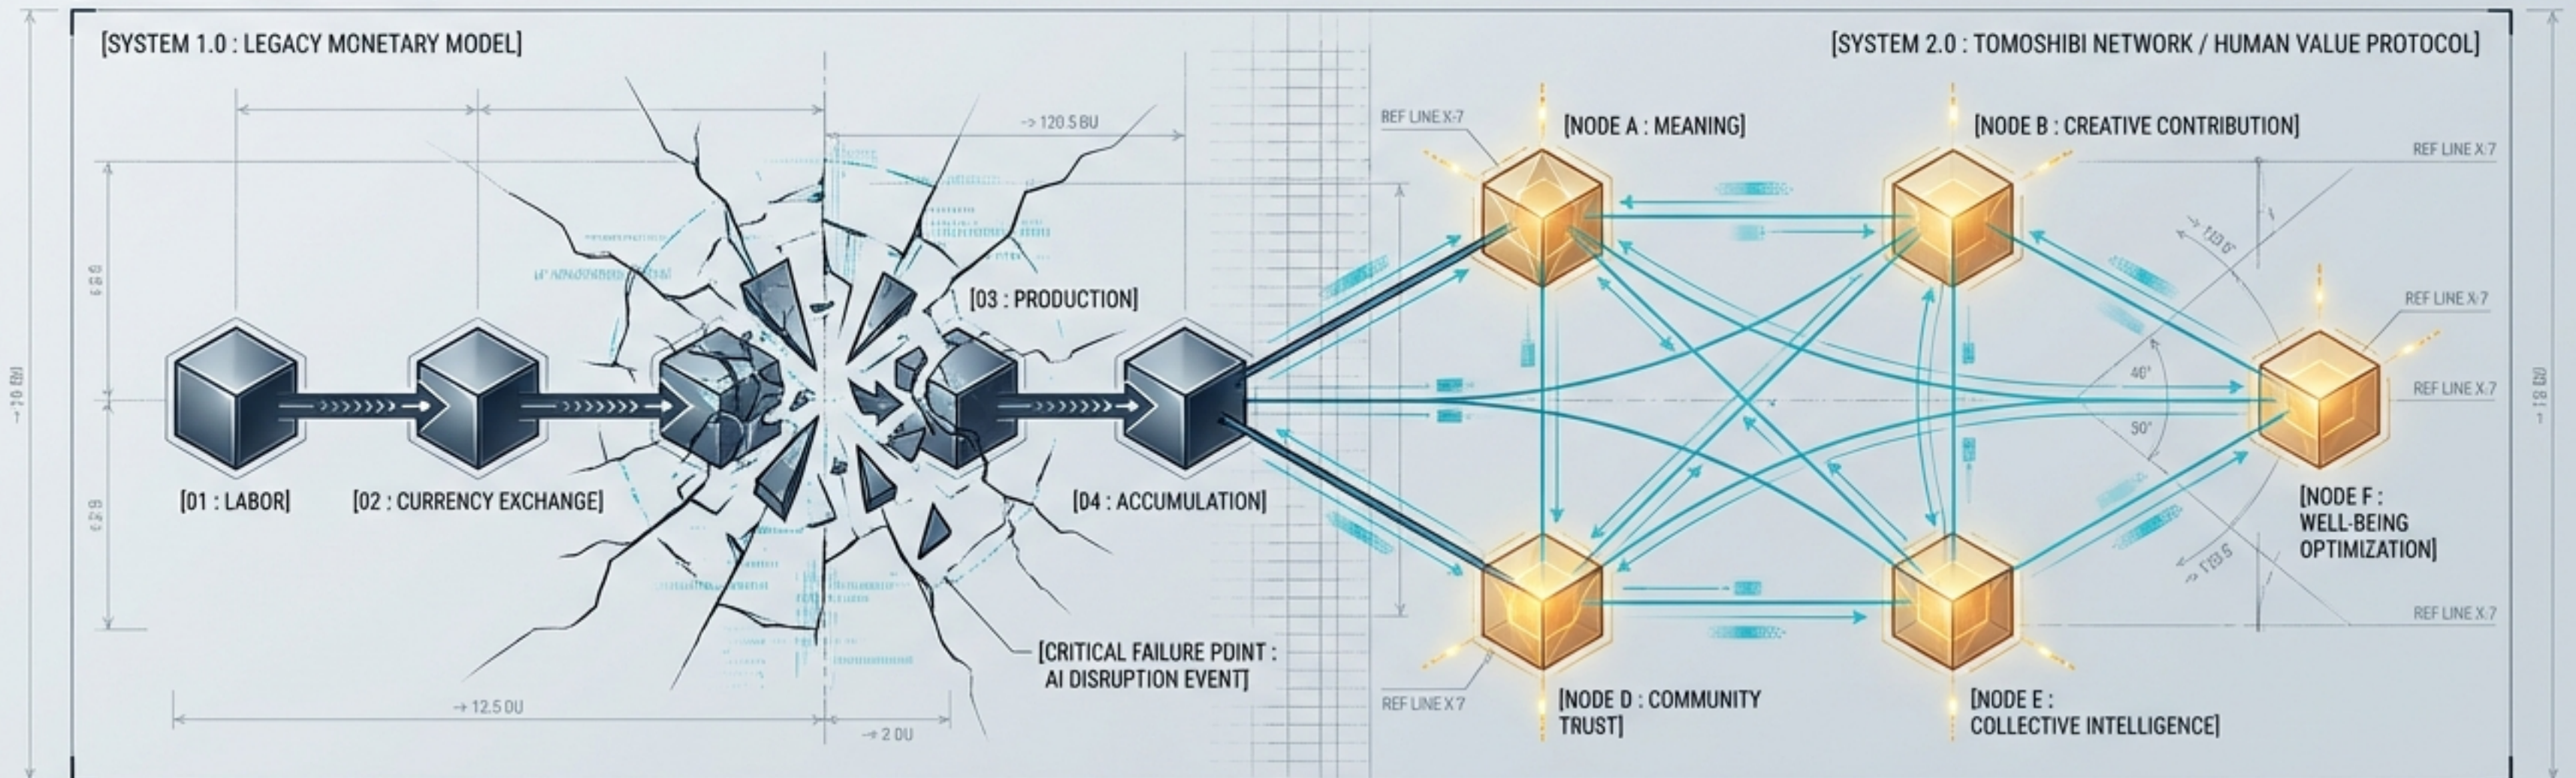 [SYSTEM 1.0 : LEGACY MONETARY MODEL]
[SYSTEM 2.0 : TOMOSHIBI NETWORK / HUMAN VALUE PROTOCOL]
-> 120.5 BU
REF LINE X-7
[NODE A : MEANING]
[NODE B : CREATIVE CONTRIBUTION]
REF LINE X-7
[03 : PRODUCTION]
REF LINE X-7
40°
REF LINE X-7
50°
[01 : LABOR]
[02 : CURRENCY EXCHANGE]
[04 : ACCUMULATION]
[NODE F :
WELL-BEING
OPTIMIZATION]
REF LINE X-7
[CRITICAL FAILURE POINT :
AI DISRUPTION EVENT]
REF LINE X 7
[NODE D : COMMUNITY
TRUST]
[NODE E :
COLLECTIVE INTELLIGENCE]
-> 12.5 DU
-> 2 DU